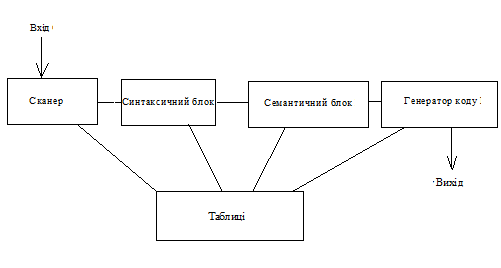 Вхід
Сканер
Синтаксичний блок
Семантичний блок
Генератор коду
Вихід
Таблиці